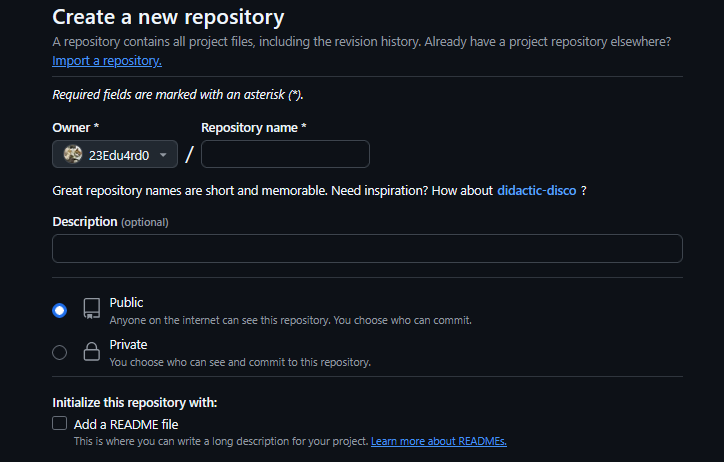 Create a new repository
A repository contains all project files, including the revision history. Already have a project repository elsewhere?
Import a repository.
Required fields are marked with an asterisk (*).
Owner *
Repository name *
23Edu4rd0
/
Great repository names are short and memorable. Need inspiration? How about didactic-disco ?
Description (optional)
Public
Anyone on the internet can see this repository. You choose who can commit.
Private
You choose who can see and commit to this repository.
Initialize this repository with:
Add a README file
This is where you can write a long description for your project. Learn more about READMEs.